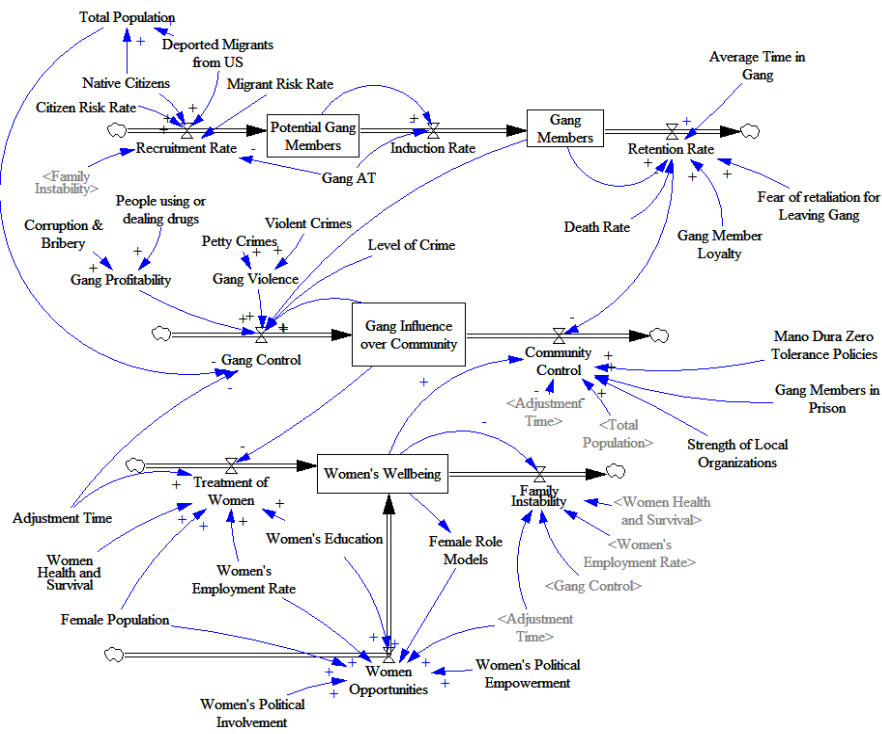 Total Population
Deported Migrants
from US
Average Time in
Gang
Native Citizens
Migrant Risk Rate
Citizen Risk Rate
Potential Gang
Members
Gang
Members
Recruitment Rate
Induction Rate
Retention Rate
<Family
Instability>
Gang AT
People using or
dealing drugs
Fear of retaliation for
Leaving Gang
Corruption &
Bribery
Violent Crimes
Petty Crimes
Level of Crime
Death Rate
Gang Member
Loyalty
Gang Profitability
Gang Violence
Gang Influence
over Community
Gang Control
Community
Control
Mano Dura Zero
Tolerance Policies
Gang Members in
Prison
<Adjustment
Time>
<Total
Population>
Strength of Local
Organizations
Treatment of
Women
Women's Wellbeing
Family
Instability
Adjustment Time
<Women Health
and Survival>
Women's Education
Female Role
Models
<Women's
Employment Rate>
Women
Health and
Survival
Women's
Employment Rate
<Gang Control>
Female Population
<Adjustment
Time>
Women
Opportunities
Women's Political
Empowerment
Women's Political
Involvement